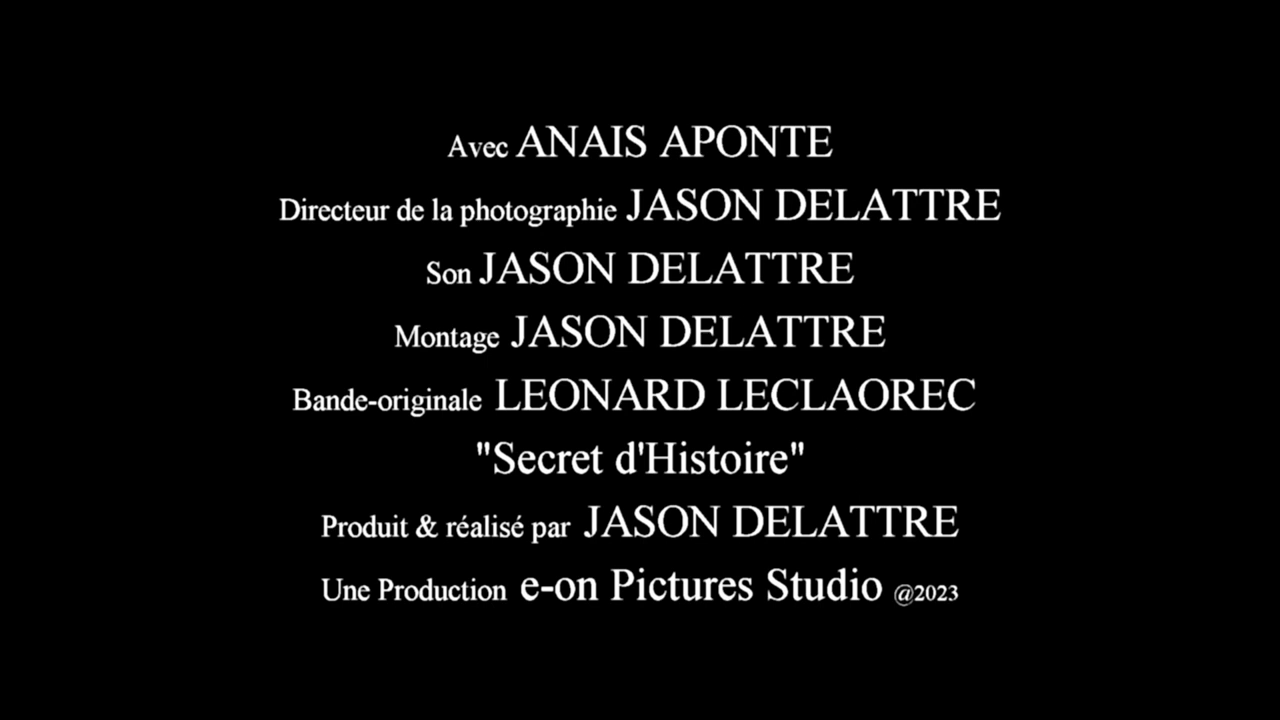 Avec ANAIS APONTE
Directeur de la photographie JASON DELATTRE
Son JASON DELATTRE
Montage JASON DELATTRE
Bande-originale LEONARD LECLAOREC
"Secret d'Histoire"
Produit & réalisé par JASON DELATTRE
Une Production e-on Pictures Studio @2023